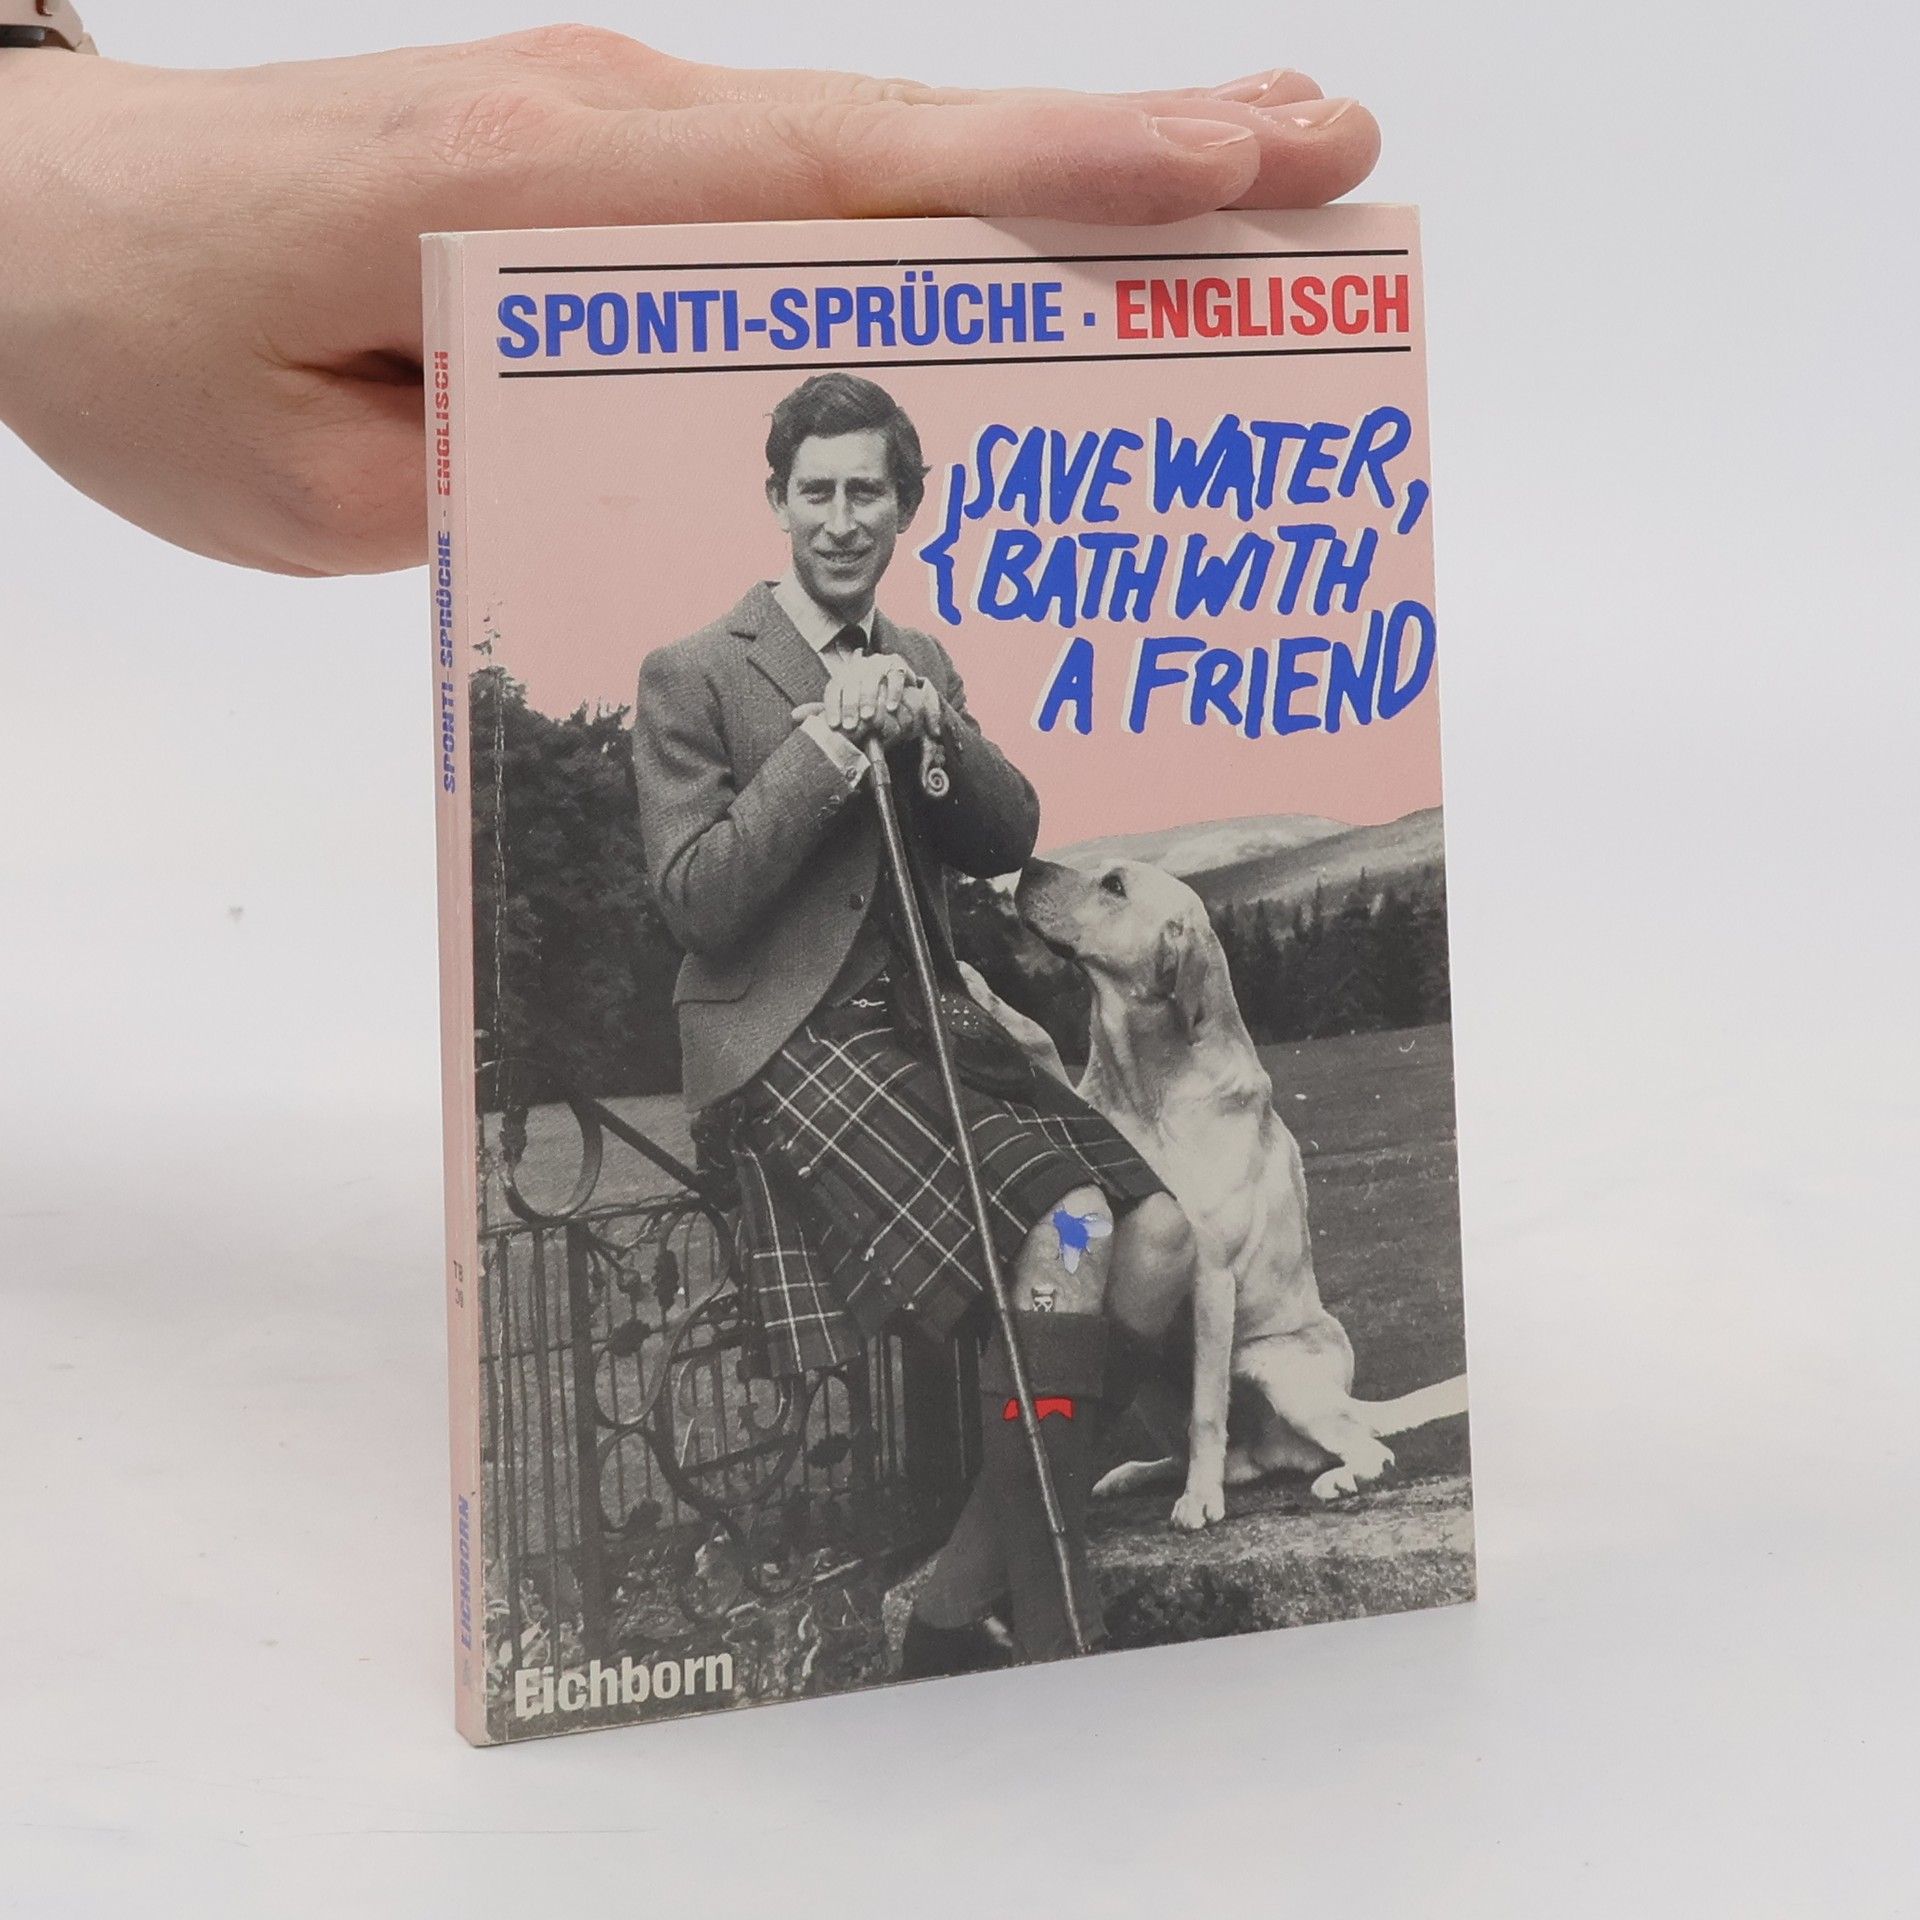 SPONTI-SPRÜCHE · ENGLISCH
SAVE WATER,
BATH WITH
A FRIEND
Eichborn
SPONTI-SPRÜCHE · ENGLISCH
EICHBORN